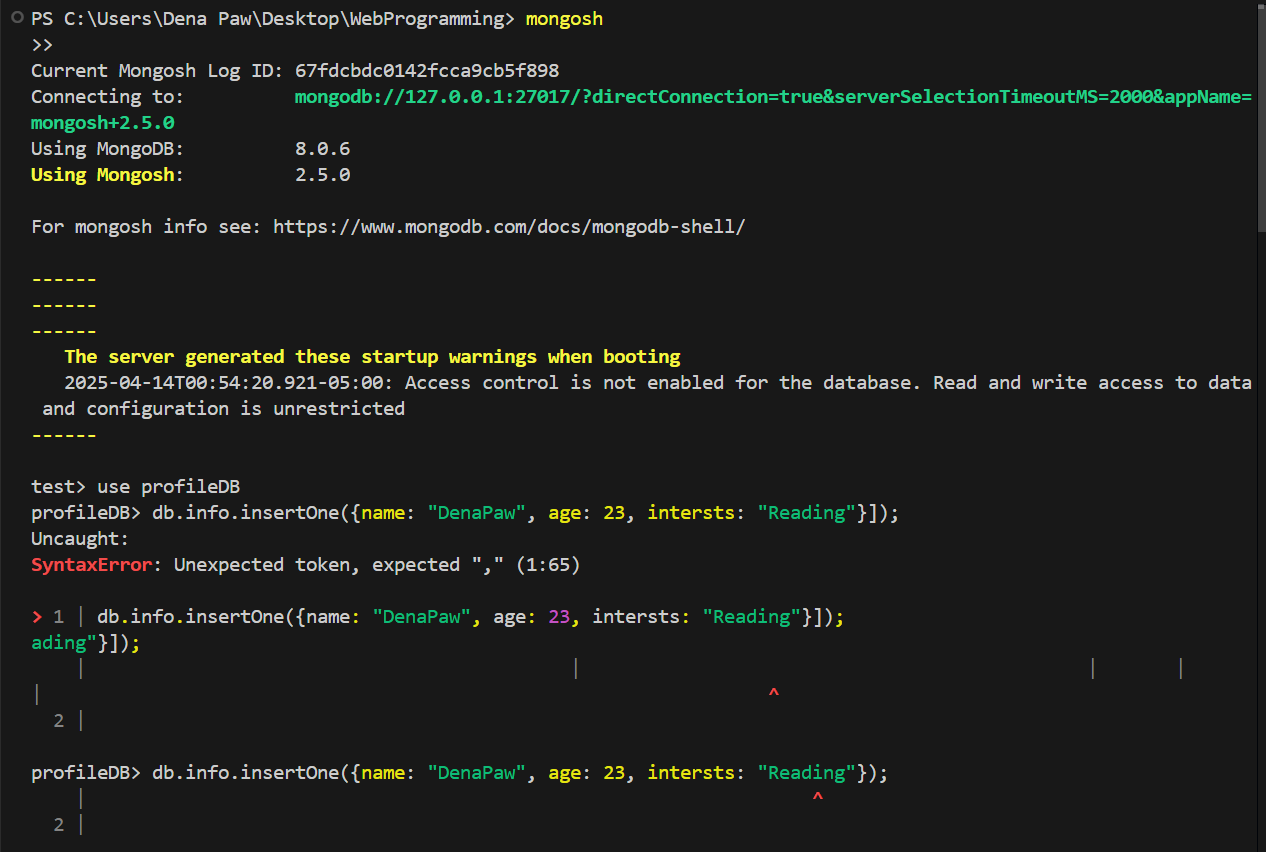 PS C:\Users\Dena Paw\Desktop\WebProgramming> mongosh
>>
Current Mongosh Log ID: 67fdcbdc0142fcca9cb5f898
Connecting to:          mongodb://127.0.0.1:27017/?directConnection=true&serverSelectionTimeoutMS=2000&appName=
mongosh+2.5.0
Using MongoDB:          8.0.6
Using Mongosh:          2.5.0
For mongosh info see: https://www.mongodb.com/docs/mongodb-shell/
------
------
------
   The server generated these startup warnings when booting
   2025-04-14T00:54:20.921-05:00: Access control is not enabled for the database. Read and write access to data
 and configuration is unrestricted
------
test> use profileDB
profileDB> db.info.insertOne({name: "DenaPaw", age: 23, intersts: "Reading"}]);
Uncaught:
SyntaxError: Unexpected token, expected "," (1:65)
> 1 | db.info.insertOne({name: "DenaPaw", age: 23, intersts: "Reading"}]);
ading"}]);
    |                                            |                                              |       |
|                                                                  ^
  2 |
profileDB> db.info.insertOne({name: "DenaPaw", age: 23, intersts: "Reading"});
    |                                                                  ^
  2 |